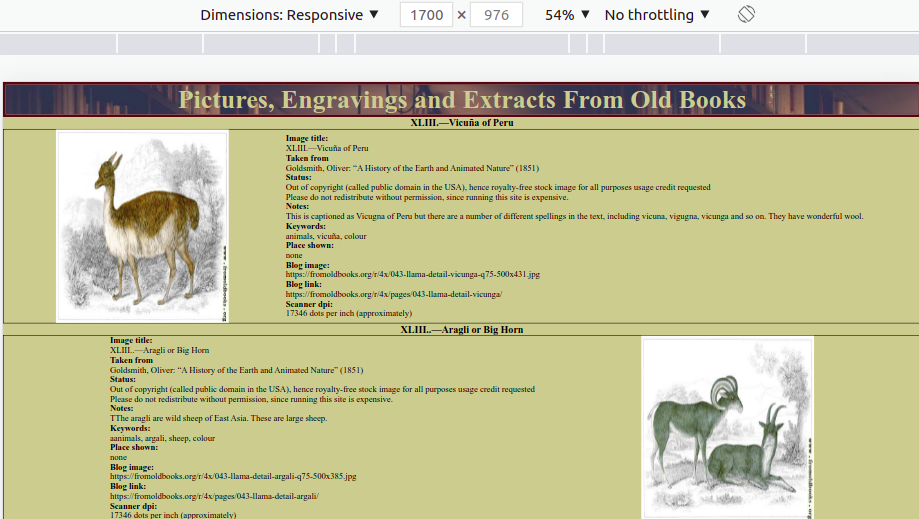 Dimensions: Responsive ▼ 1700 × 976 54% ▼ No throttling ▼
Pictures, Engravings and Extracts From Old Books
XLIII.—Vicuña of Peru
Image title:
XLIII.—Vicuña of Peru
Taken from
Goldsmith, Oliver: “A History of the Earth and Animated Nature” (1851)
Status:
Out of copyright (called public domain in the USA), hence royalty-free stock image for all purposes usage credit requested
Please do not redistribute without permission, since running this site is expensive.
Notes:
This is captioned as Vicugna of Peru but there are a number of different spellings in the text, including vicuna, vigugna, vicunga and so on. They have wonderful wool.
Keywords:
animals, vicuña, colour
Place shown:
none
Blog image:
https://fromoldbooks.org/r/4x/043-llama-detail-vicunga-q75-500x431.jpg
Blog link:
https://fromoldbooks.org/r/4x/pages/043-llama-detail-vicunga/
Scanner dpi:
17346 dots per inch (approximately)
XLIII..—Aragli or Big Horn
Image title:
XLIII..—Aragli or Big Horn
Taken from
Goldsmith, Oliver: “A History of the Earth and Animated Nature” (1851)
Status:
Out of copyright (called public domain in the USA), hence royalty-free stock image for all purposes usage credit requested
Please do not redistribute without permission, since running this site is expensive.
Notes:
TThe aragli are wild sheep of East Asia. These are large sheep.
Keywords:
aanimals, argali, sheep, colour
Place shown:
none
Blog image:
https://fromoldbooks.org/r/4x/043-llama-detail-argali-q75-500x385.jpg
Blog link:
https://fromoldbooks.org/r/4x/pages/043-llama-detail-argali/
Scanner dpi:
17346 dots per inch (approximately)